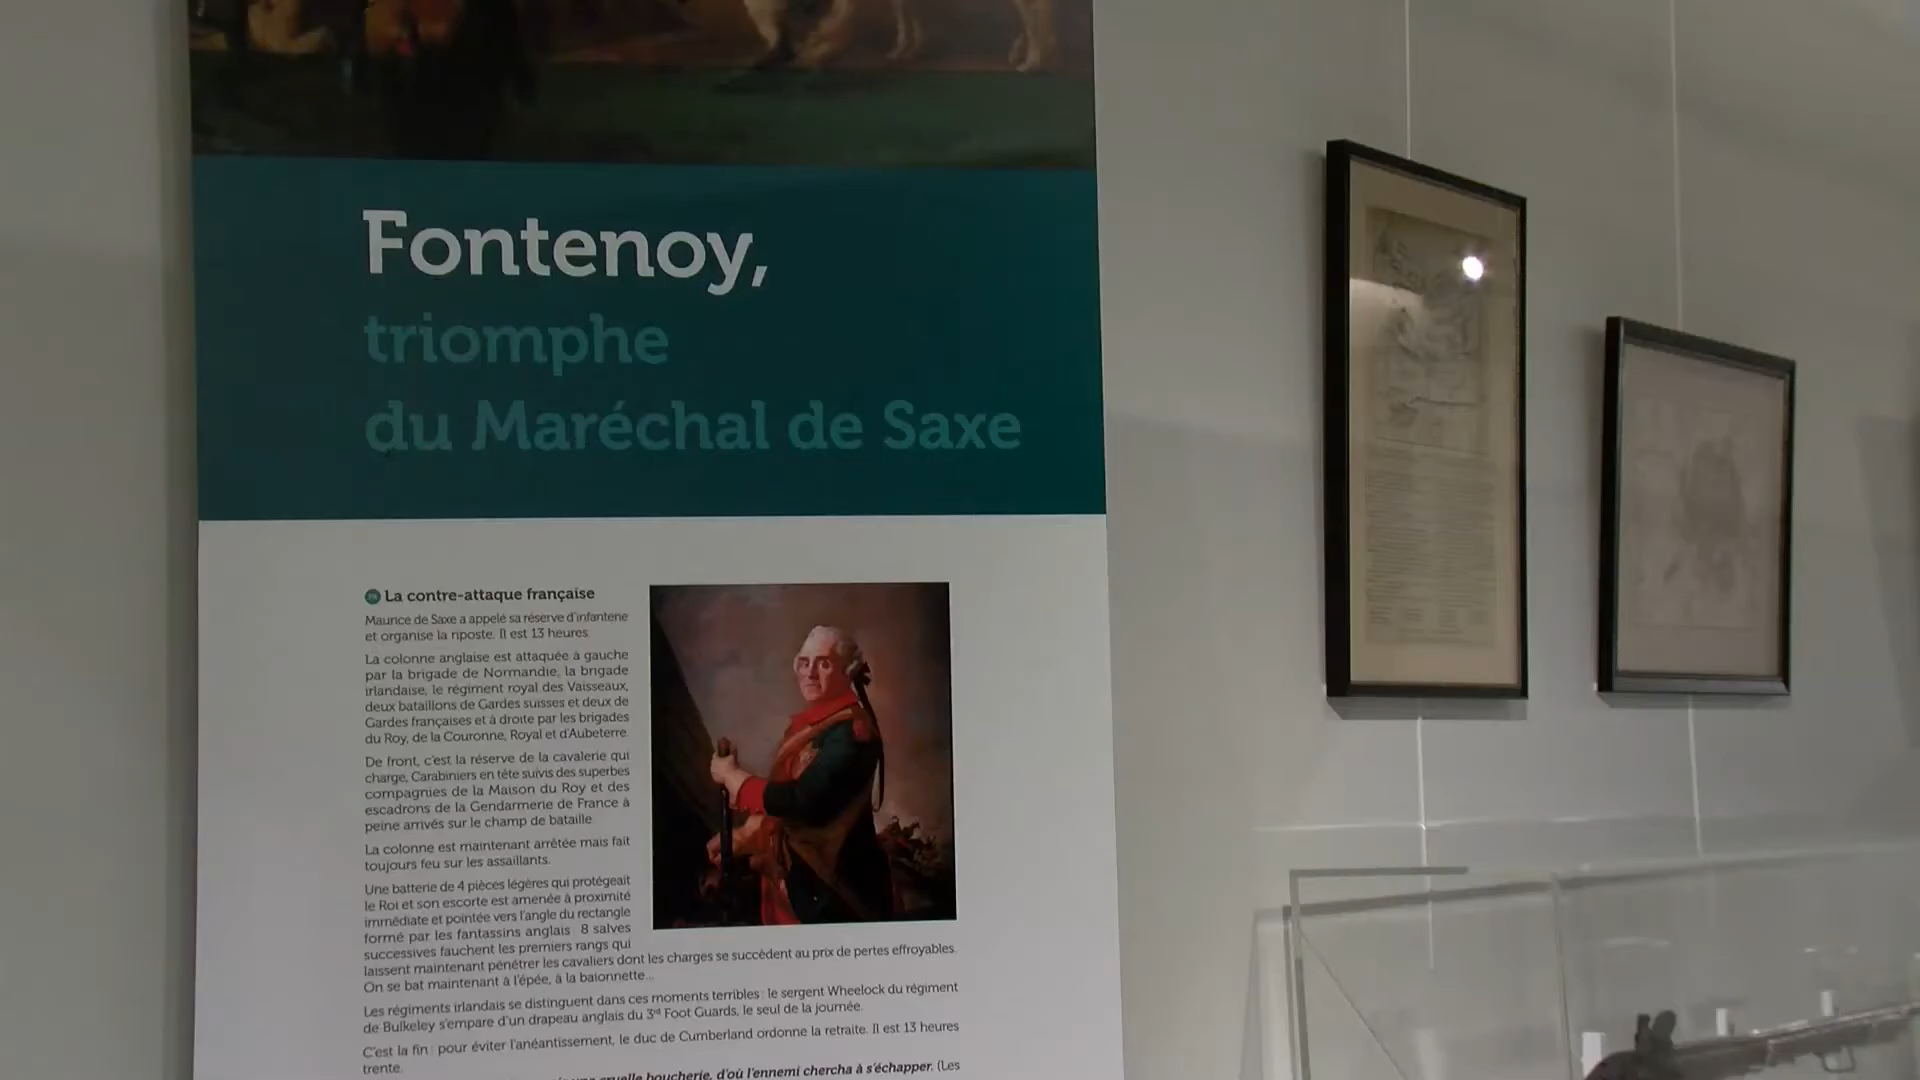 Fontenoy,
triomphe
du Maréchal de Saxe
La contre-attaque française
Maurice de Saxe a appelé sa réserve d'infanterie
et organise la riposte. Il est 13 heures.
La colonne anglaise est attaquée à gauche
par la brigade de Normandie, la brigade
irlandaise, le régiment royal des Vaisseaux,
deux bataillons de Gardes suisses et deux de
Gardes françaises et à droite par les brigades
du Roy, de la Couronne, Royal et d'Aubeterre.
De front, c'est la réserve de la cavalerie qui
charge, Carabiniers en tête suivis des superbes
compagnies de la Maison du Roy et des
escadrons de la Gendarmerie de France à
peine arrivés sur le champ de bataille.
La colonne est maintenant arrêtée mais fait
toujours feu sur les assaillants.
Une batterie de 4 pièces légères qui protégeait
le Roi et son escorte est amenée à proximité
immédiate et pointée vers l'angle du rectangle
formé par les fantassins anglais : 8 salves
successives fauchent les premiers rangs qui
laissent maintenant pénétrer les cavaliers dont les charges se succèdent au prix de pertes effroyables.
On se bat maintenant à l'épée, à la baïonnette...
Les régiments irlandais se distinguent dans ces moments terribles : le sergent Wheelock du régiment
de Bulkeley s'empare d'un drapeau anglais du 3rd Foot Guards, le seul de la journée.
C'est la fin : pour éviter l'anéantissement, le duc de Cumberland ordonne la retraite. Il est 13 heures
trente.
cruelle boucherie, d'où l'ennemi chercha à s'échapper. (Les